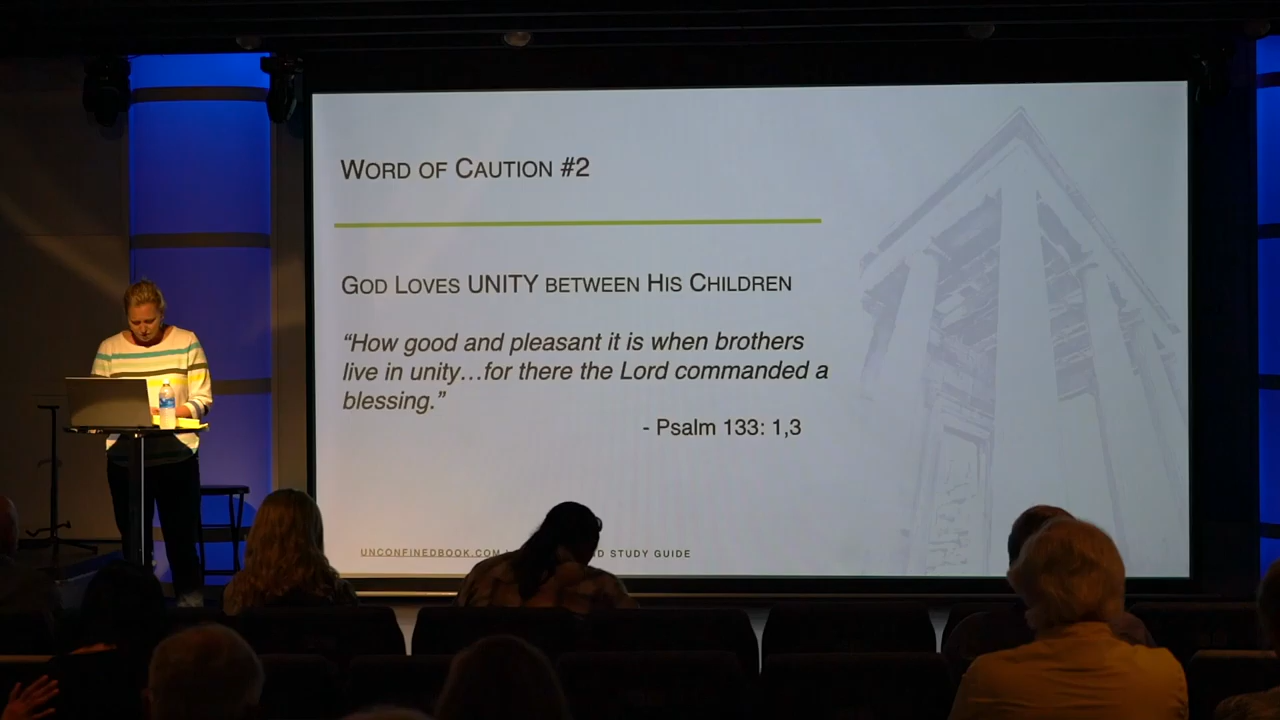 WORD OF CAUTION #2
GOD LOVES UNITY BETWEEN HIS CHILDREN
“How good and pleasant it is when brothers
live in unity…for there the Lord commanded a
blessing.”
- Psalm 133: 1,3
UNCONFINEDBOOK.COM STUDY GUIDE